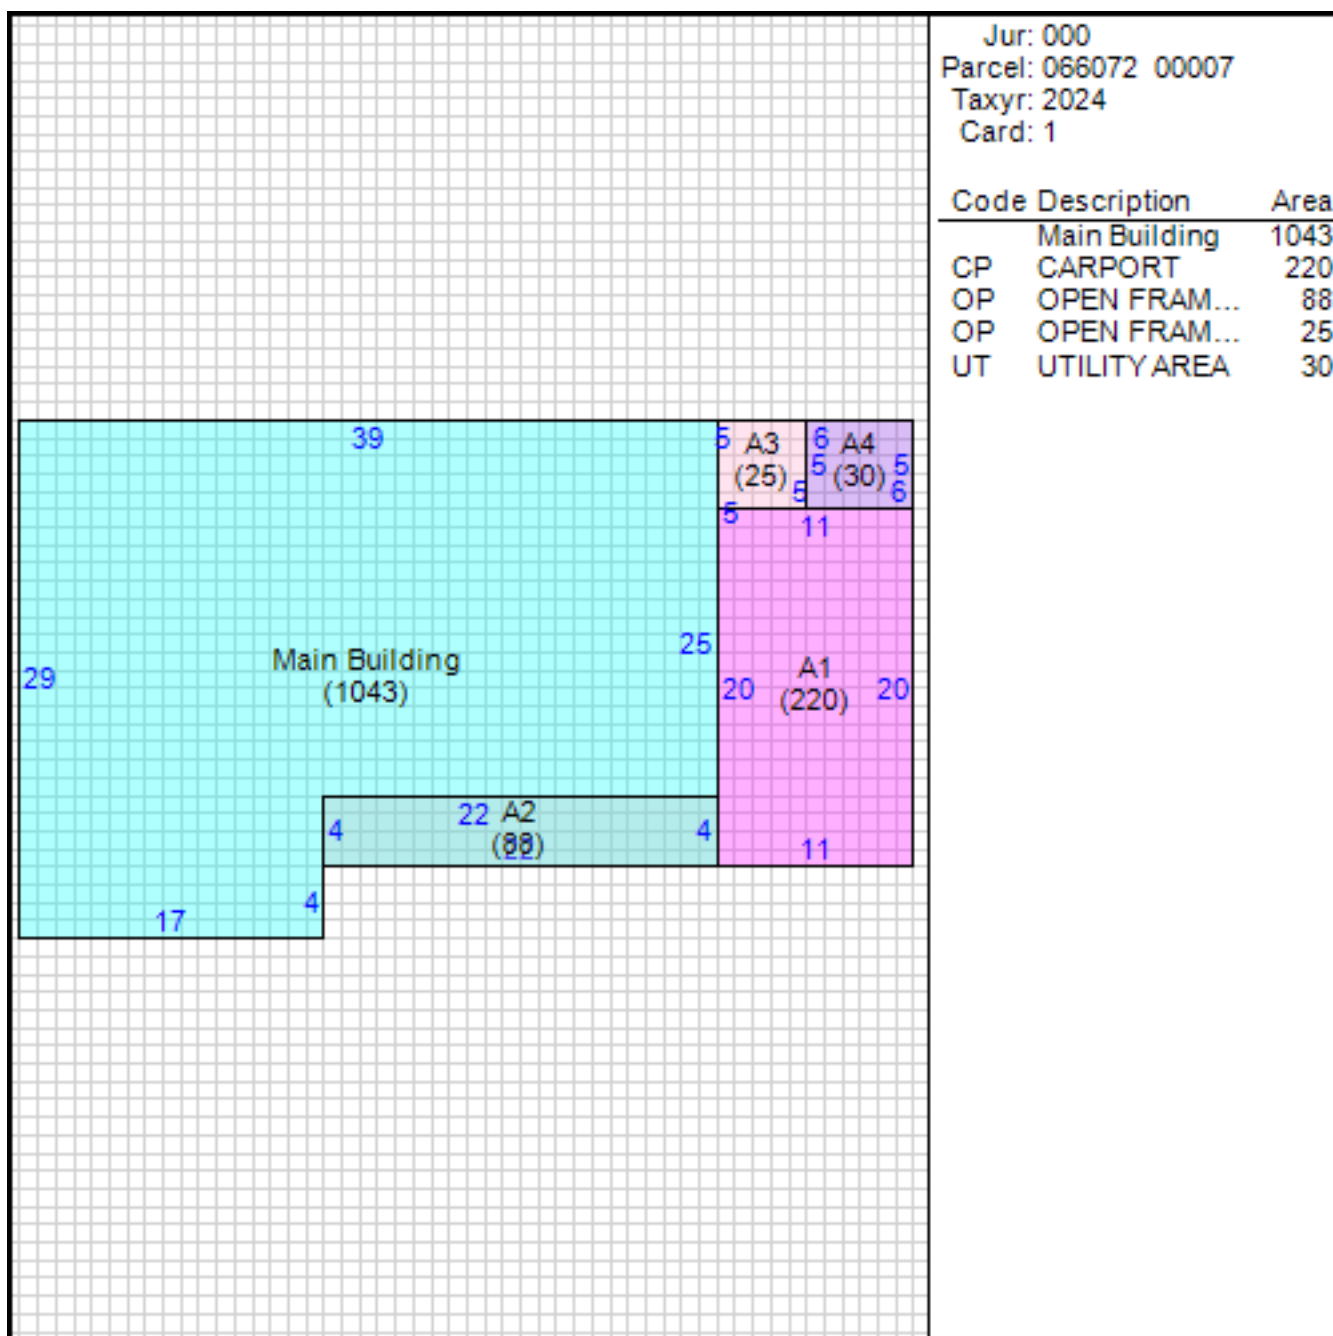 Jur: 000
Parcel: 066072 00007
Taxyr: 2024
Card: 1
Code Description Area
Main Building 1043
CP CARPORT 220
OP OPEN FRAM... 88
OP OPEN FRAM... 25
UT UTILITY AREA 30
39
5 A3 6 A4
(25) 5 (30) 5
5 6
5 11
25
Main Building
(1043)
29
A1
20 (220) 20
22 A2
4 (88) 4
22 11
4
17